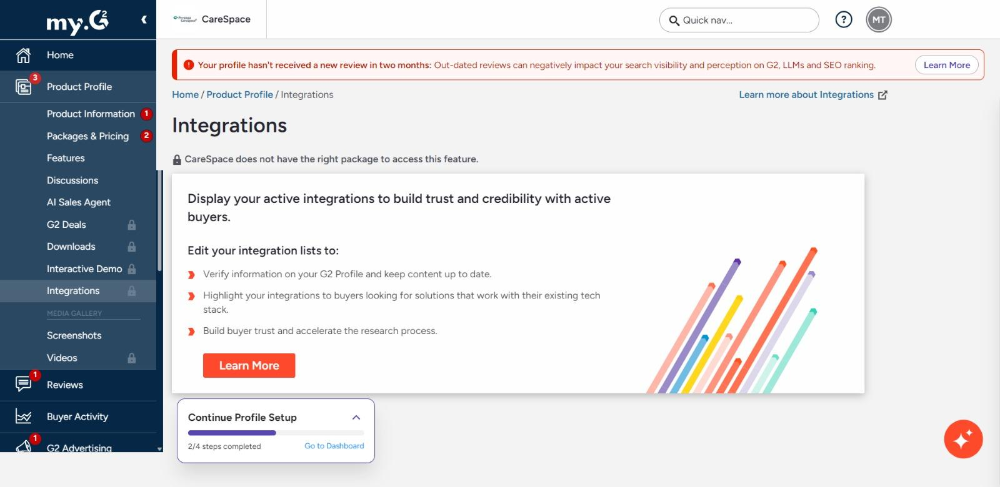 my.G2
Home
3
Product Profile
Product Information 1
Packages & Pricing 2
Features
Discussions
AI Sales Agent
G2 Deals
Downloads
Interactive Demo
Integrations
MEDIA GALLERY
Screenshots
Videos
1
Reviews
Buyer Activity
1
G2 Advertising
CareSpace
Quick nav...
?
MT
Your profile hasn't received a new review in two months: Out-dated reviews can negatively impact your search visibility and perception on G2, LLMs and SEO ranking.
Learn More
Home / Product Profile / Integrations
Learn more about Integrations
Integrations
CareSpace does not have the right package to access this feature.
Display your active integrations to build trust and credibility with active
buyers.
Edit your integration lists to:
Verify information on your G2 Profile and keep content up to date.
Highlight your integrations to buyers looking for solutions that work with their existing tech
stack.
Build buyer trust and accelerate the research process.
Learn More
Continue Profile Setup
2/4 steps completed
Go to Dashboard